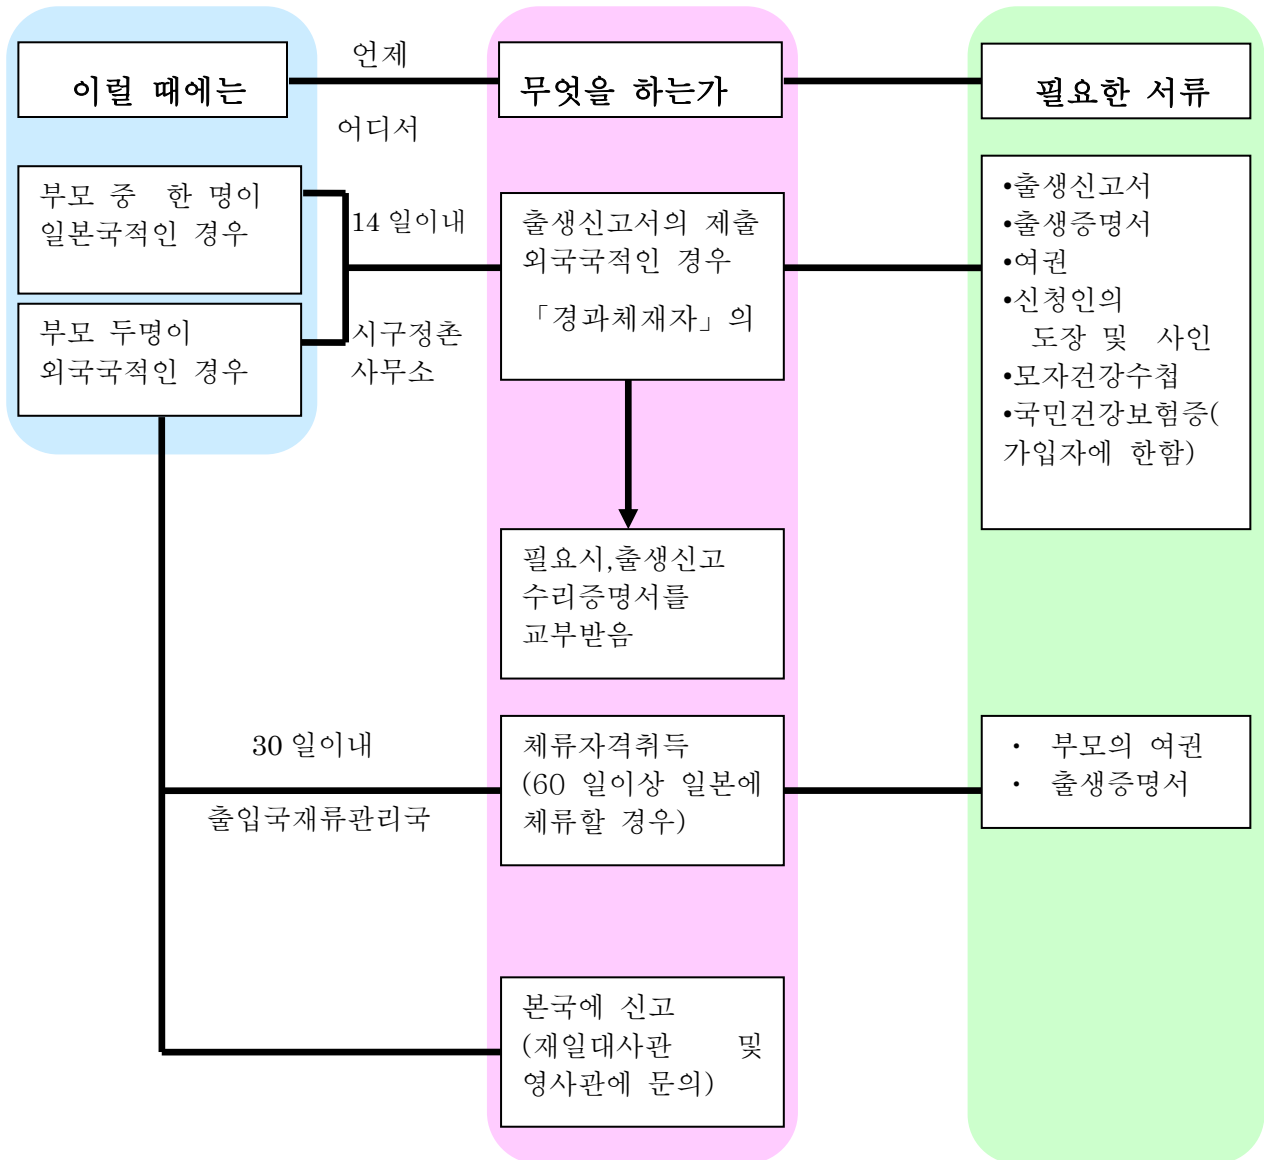 이럴 때에는
언제
어디서
무엇을 하는가
필요한 서류
부모 중 한 명이
일본국적인 경우
부모 두명이
외국국적인 경우
14 일이내
시구정촌
사무소
출생신고서의 제출
외국국적인 경우
「경과체재자」의
•출생신고서
•출생증명서
•여권
•신청인의
도장 및 사인
•모자건강수첩
•국민건강보험증(
가입자에 한함)
필요시,출생신고
수리증명서를
교부받음
30 일이내
출입국재류관리국
체류자격취득
(60 일이상 일본에
체류할 경우)
· 부모의 여권
· 출생증명서
본국에 신고
(재일대사관 및
영사관에 문의)